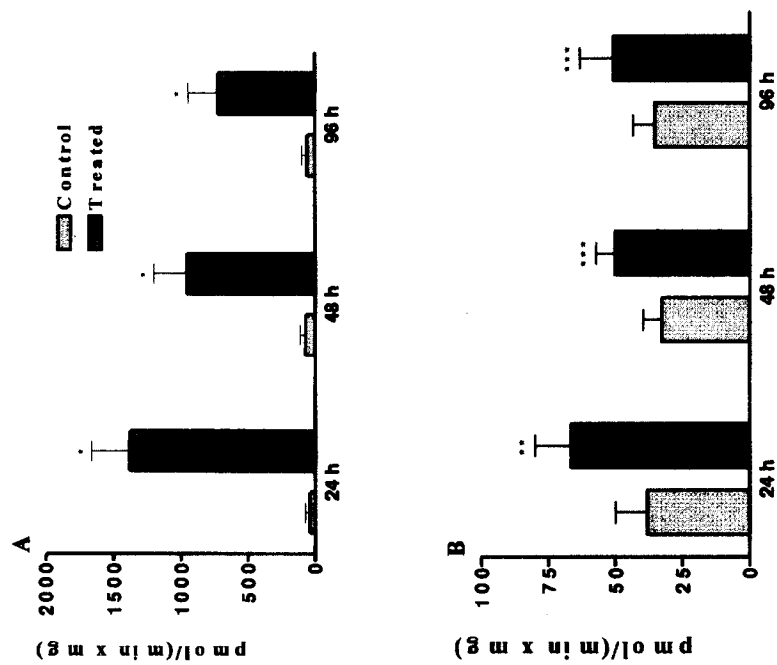 A
Control
Treated
pmol/(min x mg)
2000
1500
1000
500
0
* * *
24 h 48 h 96 h
B
pmol/(min x mg)
100
75
50
25
0
** *** ***
24 h 48 h 96 h